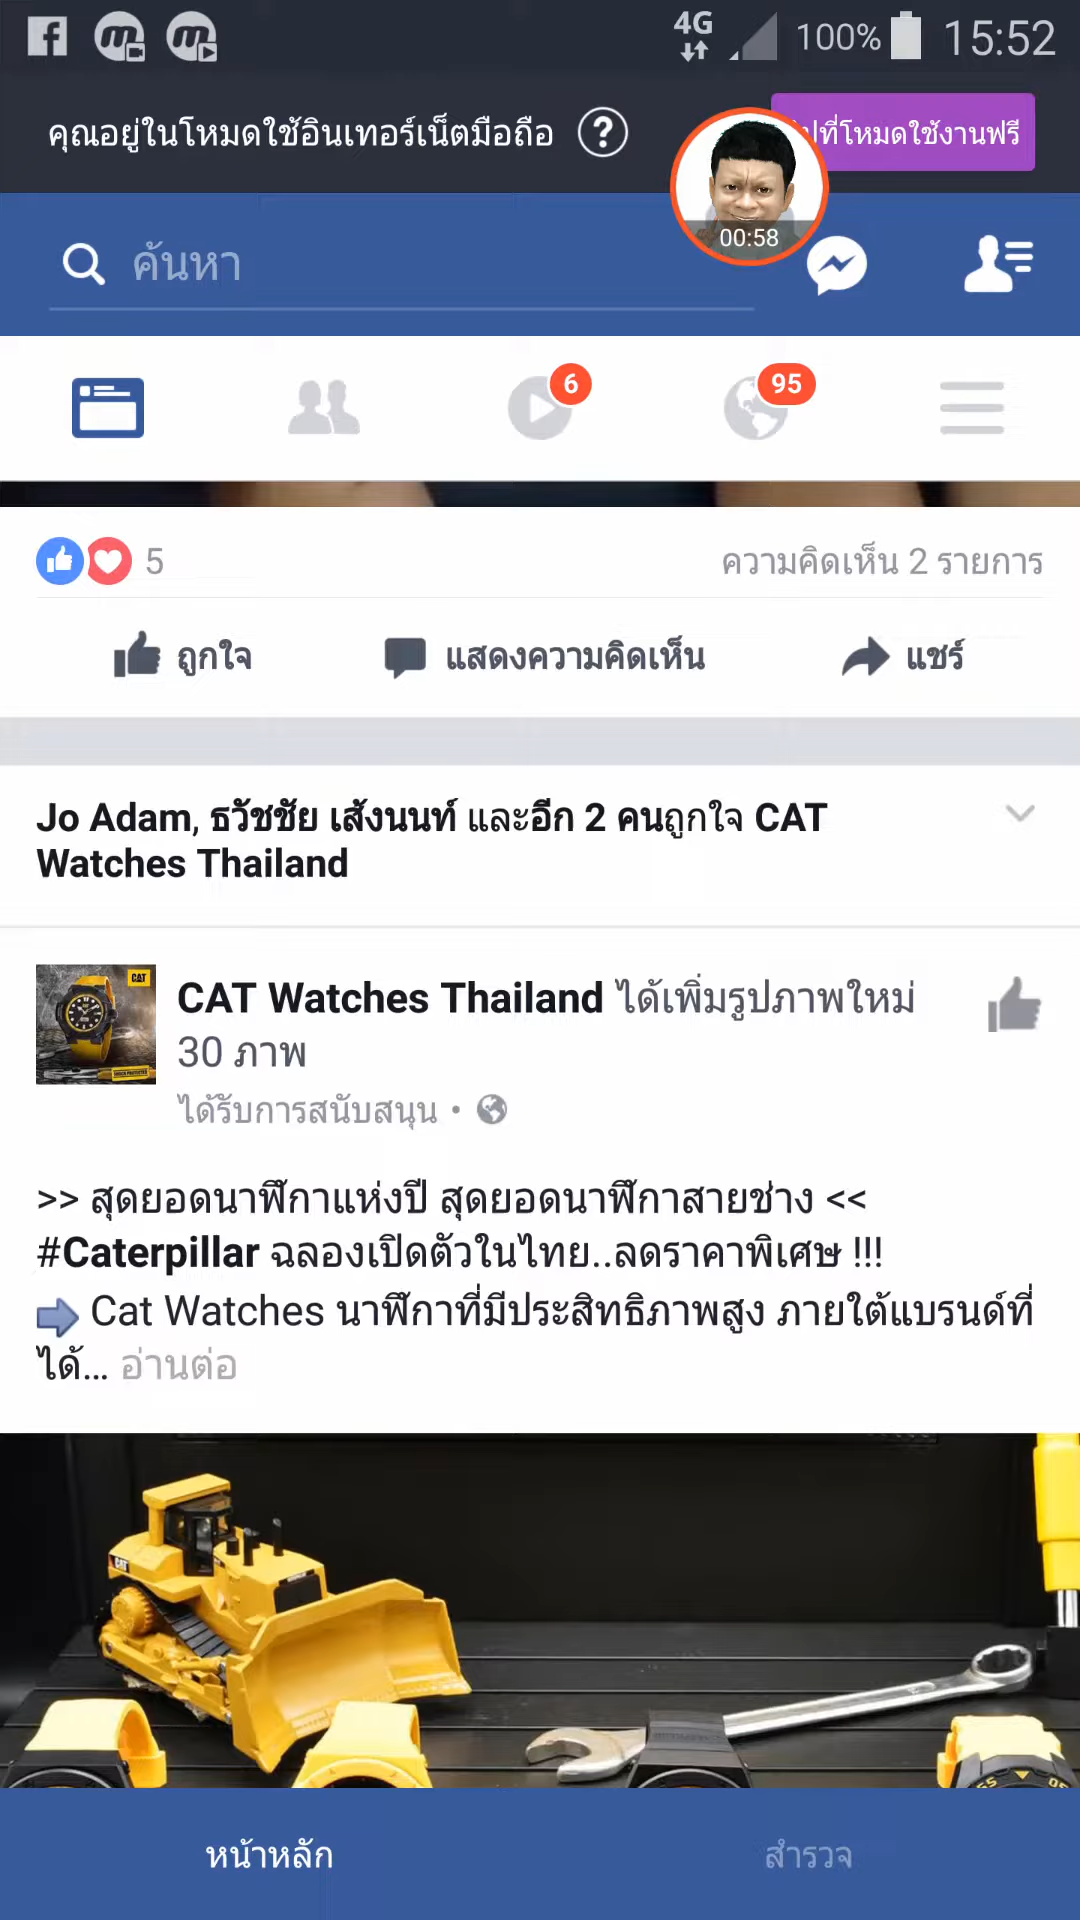 4G
100%
15:52
คุณอยู่ในโหมดใช้อินเทอร์เน็ตมือถือ ?
ที่โหมดใช้งานฟรี
00:58
ค้นหา
6
95
5
ความคิดเห็น 2 รายการ
ถูกใจ
แสดงความคิดเห็น
แชร์
Jo Adam, ธวัชชัย เส้งนนท์ และอีก 2 คนถูกใจ CAT
Watches Thailand
CAT
CAT Watches Thailand ได้เพิ่มรูปภาพใหม่
30 ภาพ
ได้รับการสนับสนุน •
>> สุดยอดนาฬิกาแห่งปี สุดยอดนาฬิกาสายช่าง <<
#Caterpillar ฉลองเปิดตัวในไทย..ลดราคาพิเศษ !!!
Cat Watches นาฬิกาที่มีประสิทธิภาพสูง ภายใต้แบรนด์ที่
ได้... อ่านต่อ
CAT
55
05
หน้าหลัก
สำรวจ